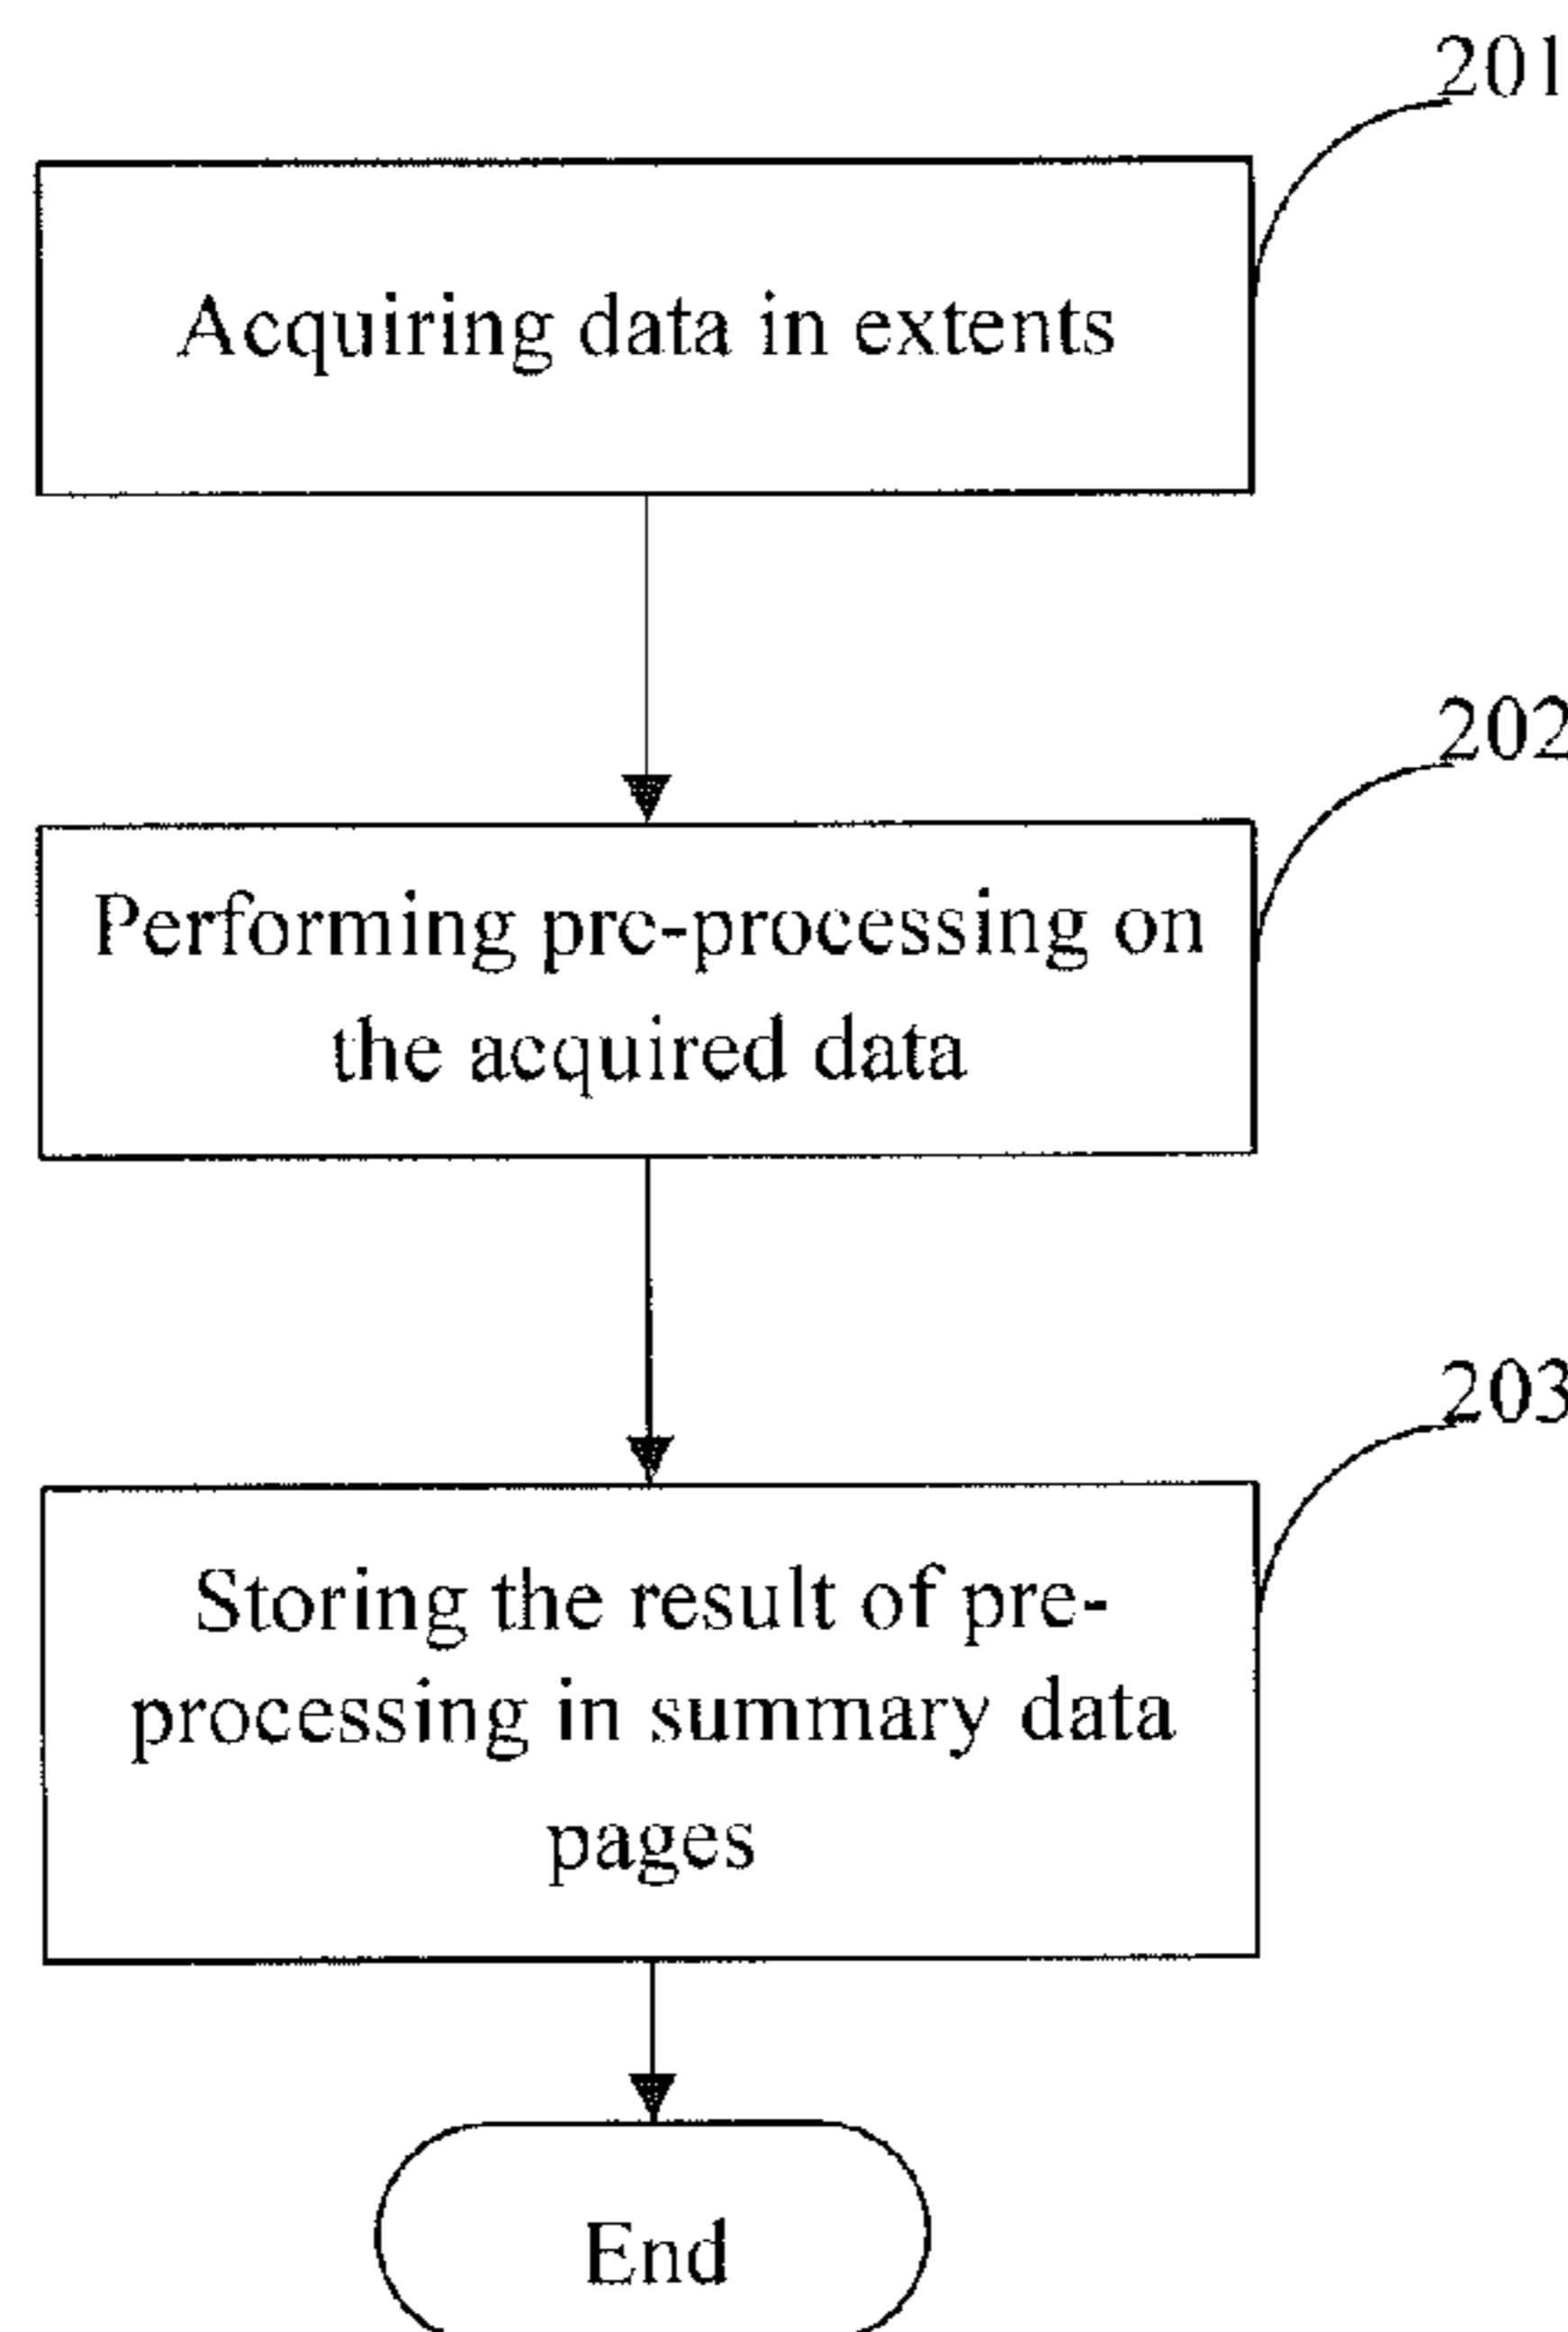 201
Acquiring data in extents
202
Performing pre-processing on
the acquired data
203
Storing the result of pre-
processing in summary data
pages
End